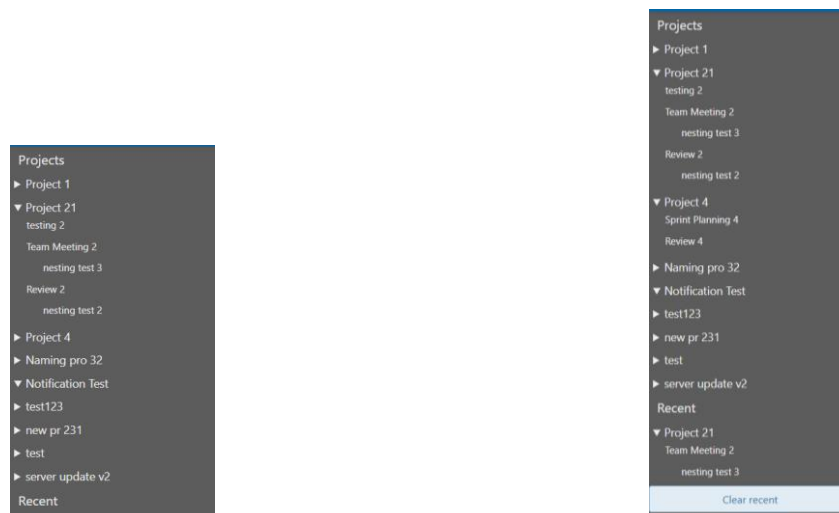 Projects
Project 1
Project 21
testing 2
Team Meeting 2
nesting test 3
Review 2
nesting test 2
Project 4
Naming pro 32
Notification Test
test123
new pr 231
test
server update v2
Recent
Projects
Project 1
Project 21
testing 2
Team Meeting 2
nesting test 3
Review 2
nesting test 2
Project 4
Sprint Planning 4
Review 4
Naming pro 32
Notification Test
test123
new pr 231
test
server update v2
Recent
Project 21
Team Meeting 2
nesting test 3
Clear recent